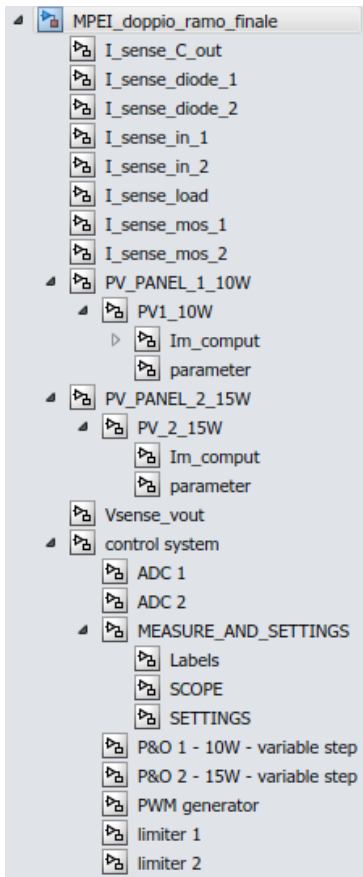 MPEI_doppio_ramo_finale
I_sense_C_out
I_sense_diode_1
I_sense_diode_2
I_sense_in_1
I_sense_in_2
I_sense_load
I_sense_mos_1
I_sense_mos_2
PV_PANEL_1_10W
PV1_10W
Im_comput
parameter
PV_PANEL_2_15W
PV_2_15W
Im_comput
parameter
Vsense_vout
control system
ADC 1
ADC 2
MEASURE_AND_SETTINGS
Labels
SCOPE
SETTINGS
P&O 1 - 10W - variable step
P&O 2 - 15W - variable step
PWM generator
limiter 1
limiter 2